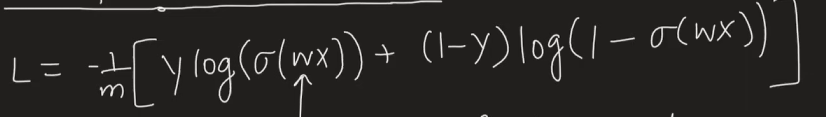 L = -1/m [y log(σ(wx)) + (1-y) log(1 - σ(wx))]